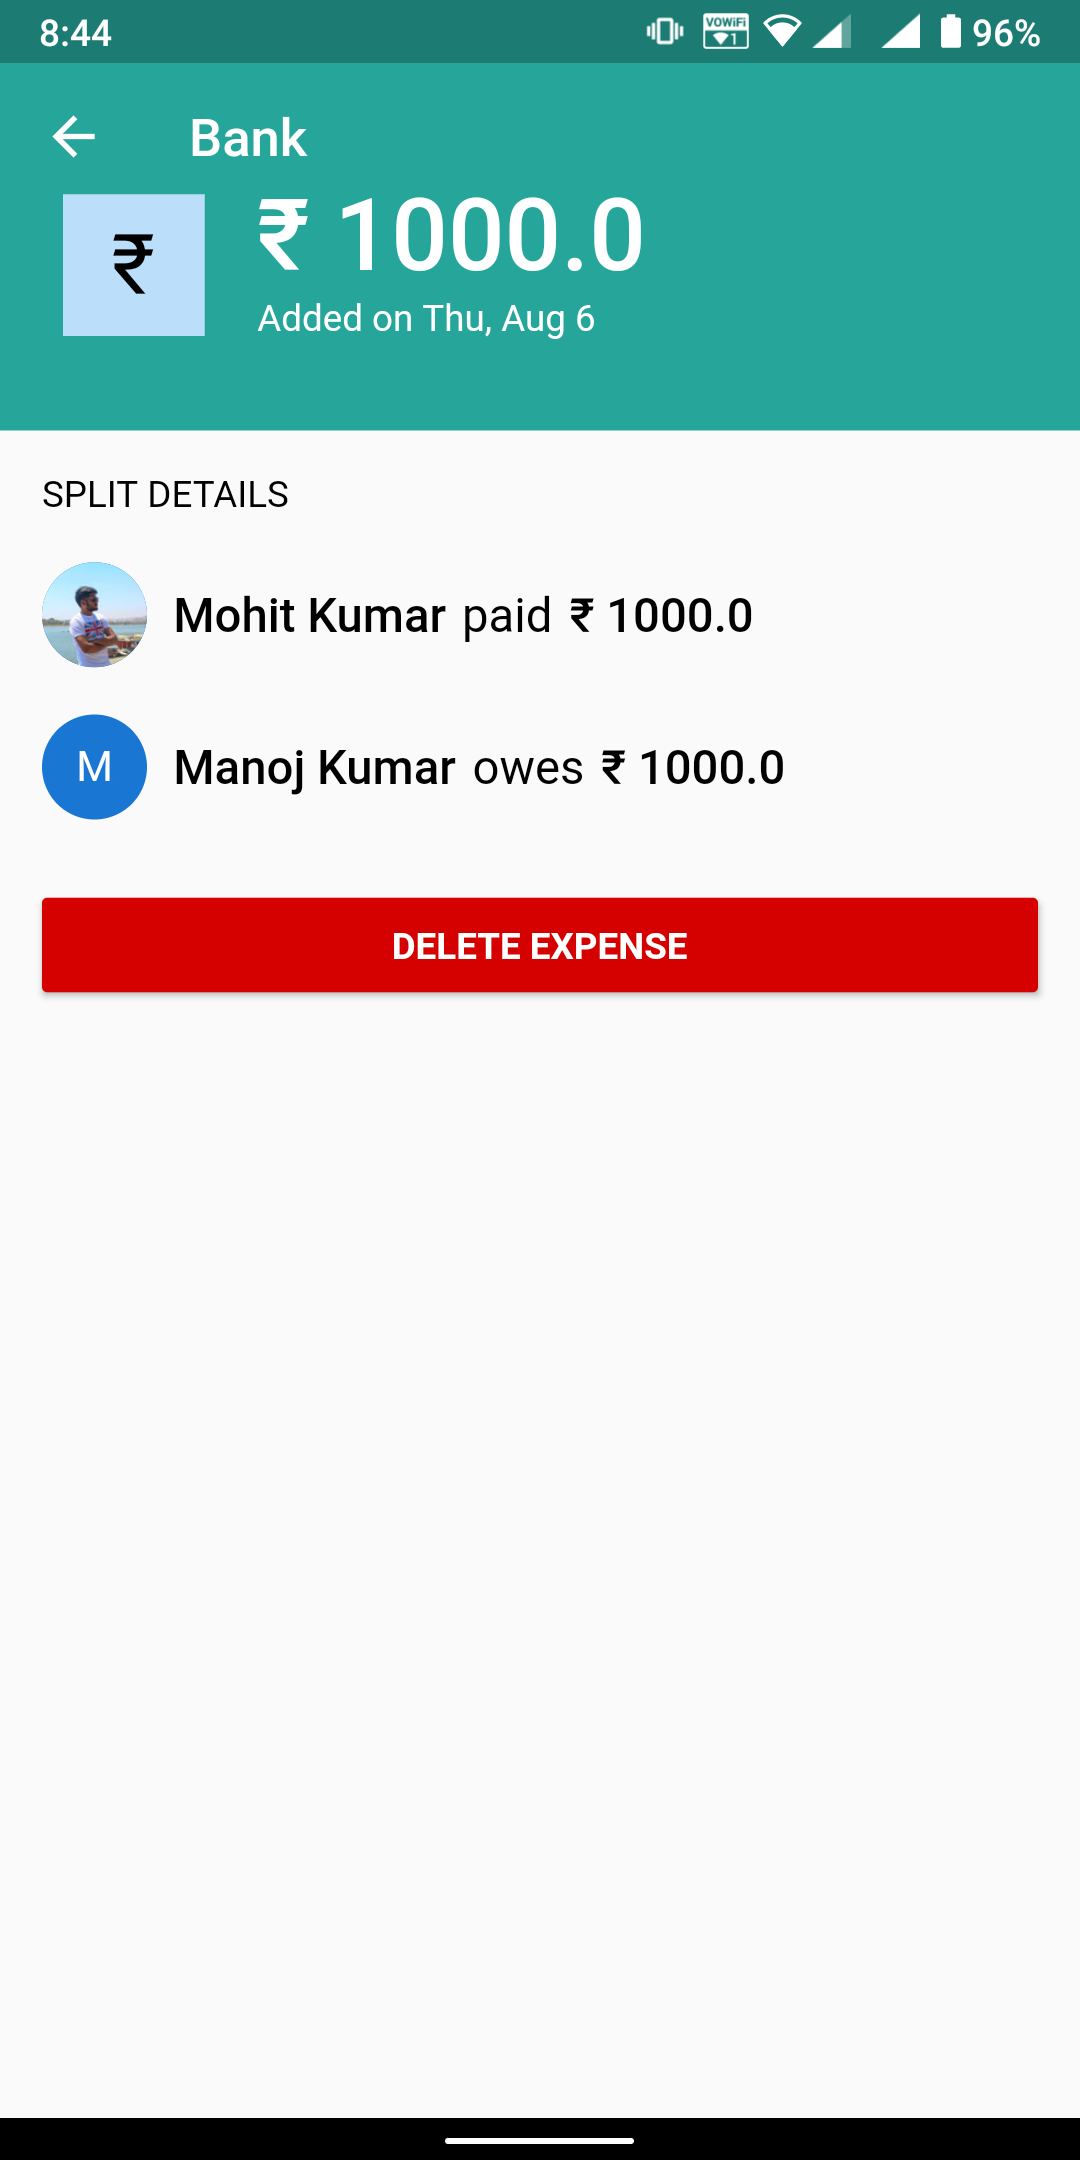 8:44 VOWiFi 1 96%
Bank
₹
₹ 1000.0
Added on Thu, Aug 6
SPLIT DETAILS
Mohit Kumar paid ₹ 1000.0
M Manoj Kumar owes ₹ 1000.0
DELETE EXPENSE